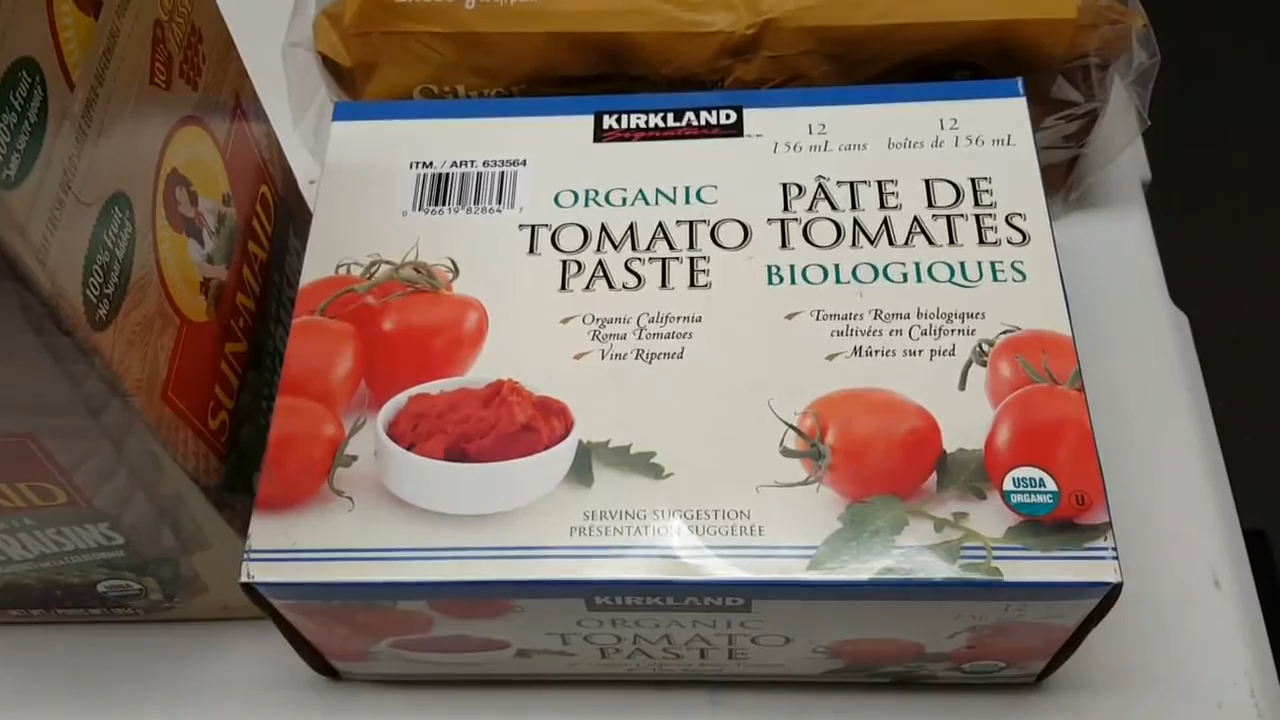 Silver
KIRKLAND
Signature
12
156 mL cans
12
boîtes de 156 mL
ITM. / ART. 633564
0 96619 82864 7
ORGANIC
TOMATO
PASTE
PÂTE DE
TOMATES
BIOLOGIQUES
Organic California
Roma Tomatoes
Vine Ripened
Tomates Roma biologiques
cultivées en Californie
Mûries sur pied
USDA
ORGANIC
U
SERVING SUGGESTION
PRÉSENTATION SUGGÉRÉE
KIRKLAND
ORGANIC
TOMATO
PASTE
12
100% Fruit
No Sugar Added
SUN-MAID
100% Fruit
RAISINS